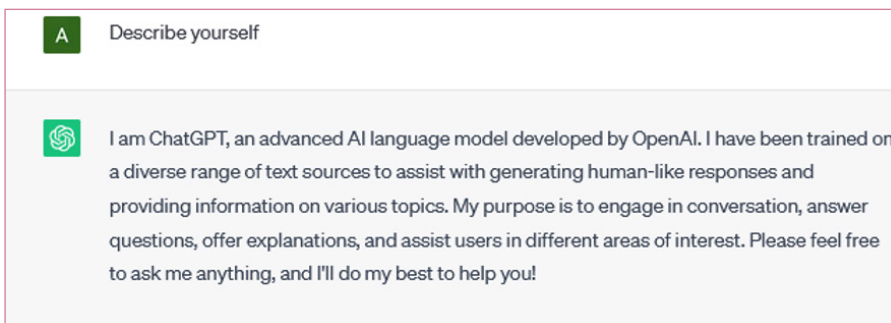 A
Describe yourself
I am ChatGPT, an advanced AI language model developed by OpenAI. I have been trained on
a diverse range of text sources to assist with generating human-like responses and
providing information on various topics. My purpose is to engage in conversation, answer
questions, offer explanations, and assist users in different areas of interest. Please feel free
to ask me anything, and I'll do my best to help you!